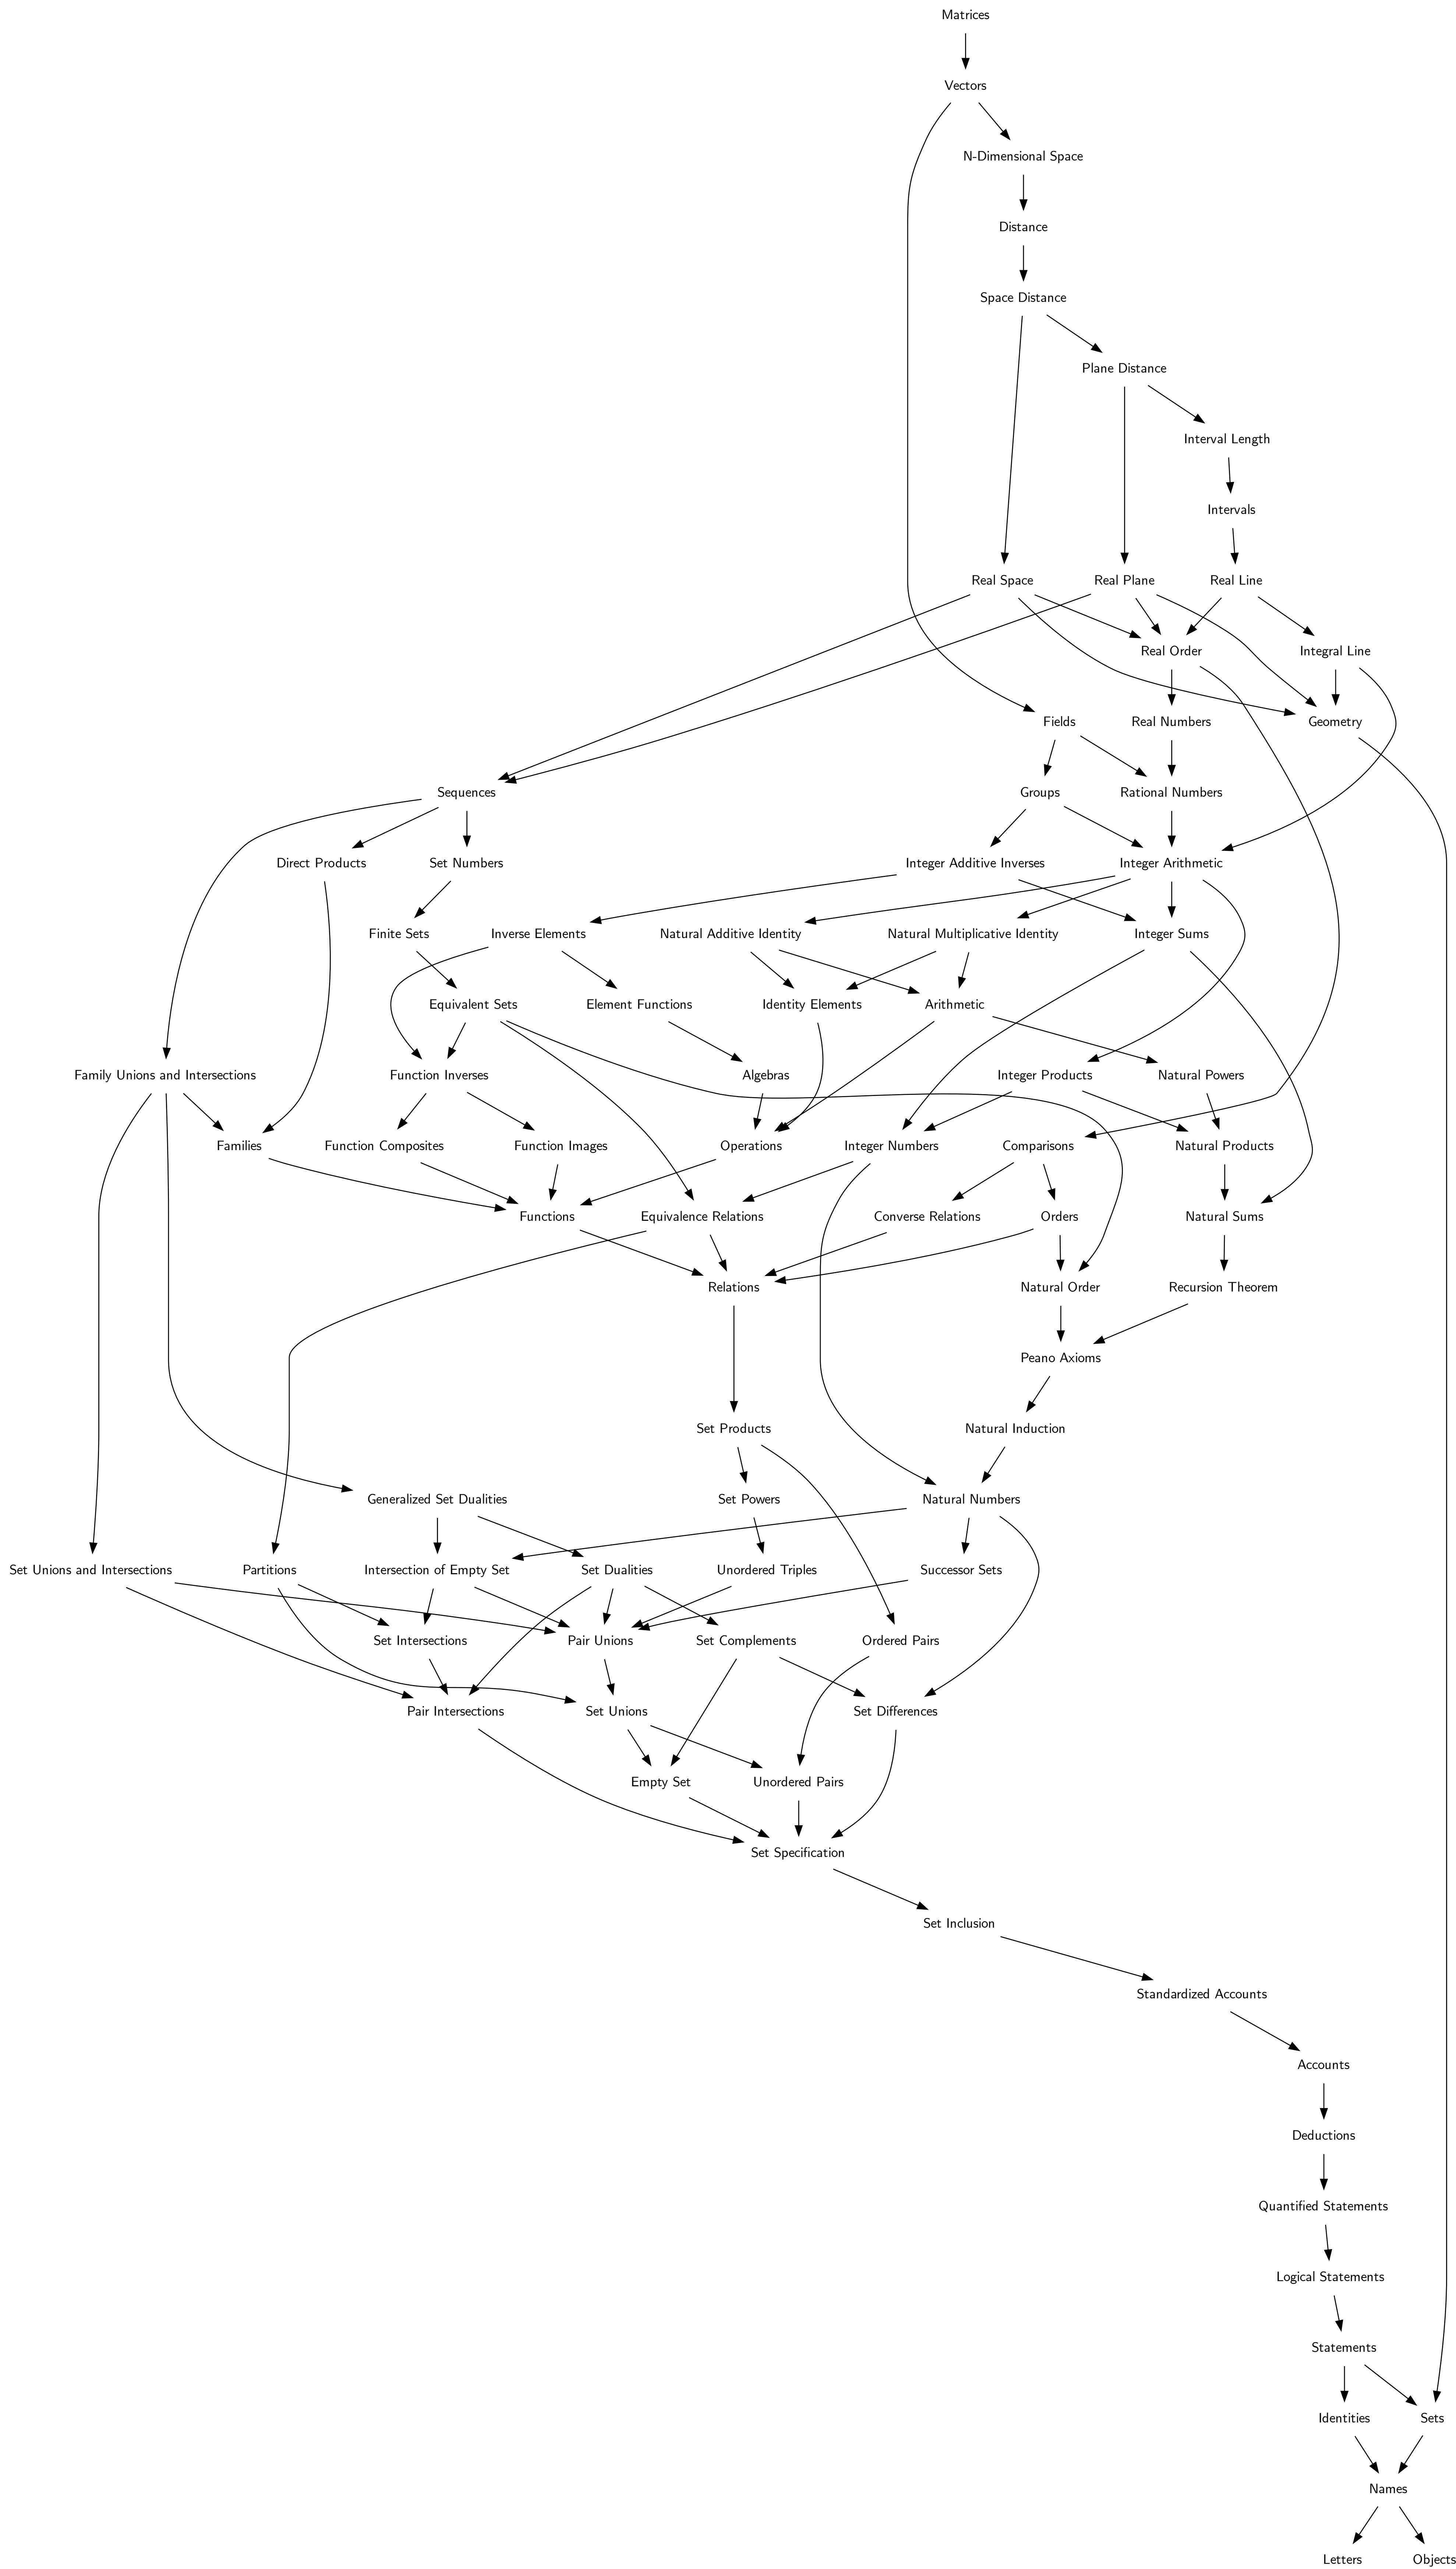 Matrices
Vectors
N-Dimensional Space
Distance
Space Distance
Plane Distance
Interval Length
Intervals
Real Space
Real Plane
Real Line
Real Order
Integral Line
Fields
Real Numbers
Geometry
Sequences
Groups
Rational Numbers
Direct Products
Set Numbers
Integer Additive Inverses
Integer Arithmetic
Finite Sets
Inverse Elements
Natural Additive Identity
Natural Multiplicative Identity
Integer Sums
Equivalent Sets
Element Functions
Identity Elements
Arithmetic
Family Unions and Intersections
Function Inverses
Algebras
Integer Products
Natural Powers
Families
Function Composites
Function Images
Operations
Integer Numbers
Comparisons
Natural Products
Functions
Equivalence Relations
Converse Relations
Orders
Natural Sums
Relations
Natural Order
Recursion Theorem
Peano Axioms
Set Products
Natural Induction
Generalized Set Dualities
Set Powers
Natural Numbers
Set Unions and Intersections
Partitions
Intersection of Empty Set
Set Dualities
Unordered Triples
Successor Sets
Set Intersections
Pair Unions
Set Complements
Ordered Pairs
Pair Intersections
Set Unions
Set Differences
Empty Set
Unordered Pairs
Set Specification
Set Inclusion
Standardized Accounts
Accounts
Deductions
Quantified Statements
Logical Statements
Statements
Identities
Sets
Names
Letters
Objects